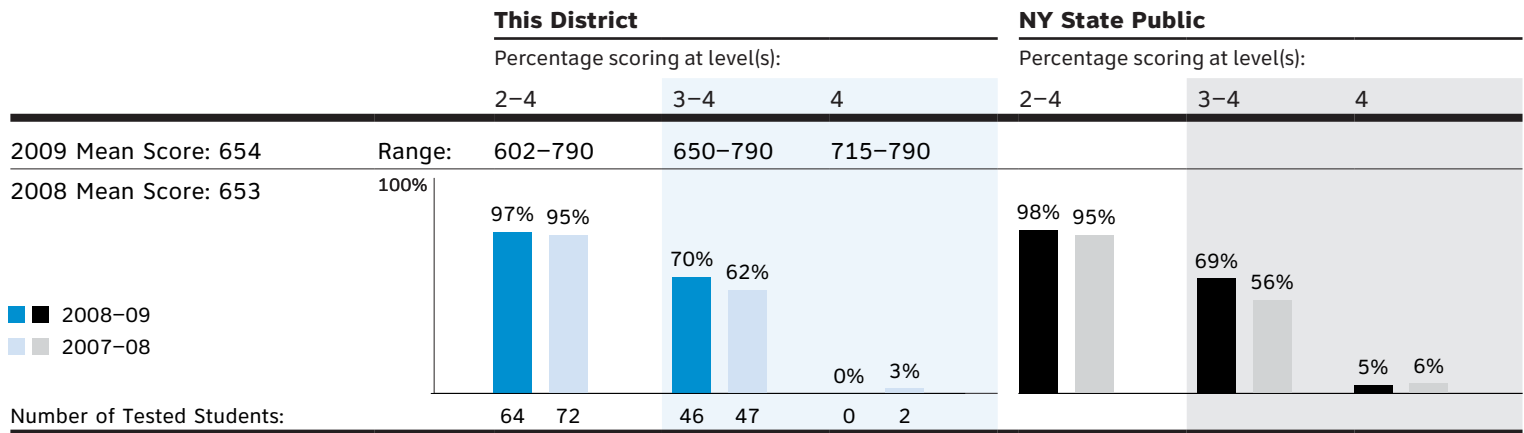 This District NY State Public
Percentage scoring at level(s): Percentage scoring at level(s):
2–4 3–4 4 2–4 3–4 4
2009 Mean Score: 654 Range: 602–790 650–790 715–790
2008 Mean Score: 653 100%
97% 95% 70% 62% 0% 3% 98% 95% 69% 56% 5% 6%
2008–09
2007–08
Number of Tested Students: 64 72 46 47 0 2